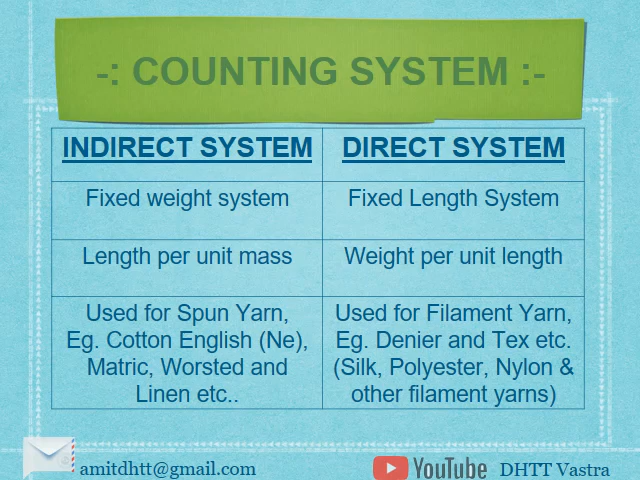 -: COUNTING SYSTEM :-
INDIRECT SYSTEM
DIRECT SYSTEM
Fixed weight system
Fixed Length System
Length per unit mass
Weight per unit length
Used for Spun Yarn,
Eg. Cotton English (Ne),
Matric, Worsted and
Linen etc..
Used for Filament Yarn,
Eg. Denier and Tex etc.
(Silk, Polyester, Nylon &
other filament yarns)
amitdhtt@gmail.com
YouTube DHTT Vastra